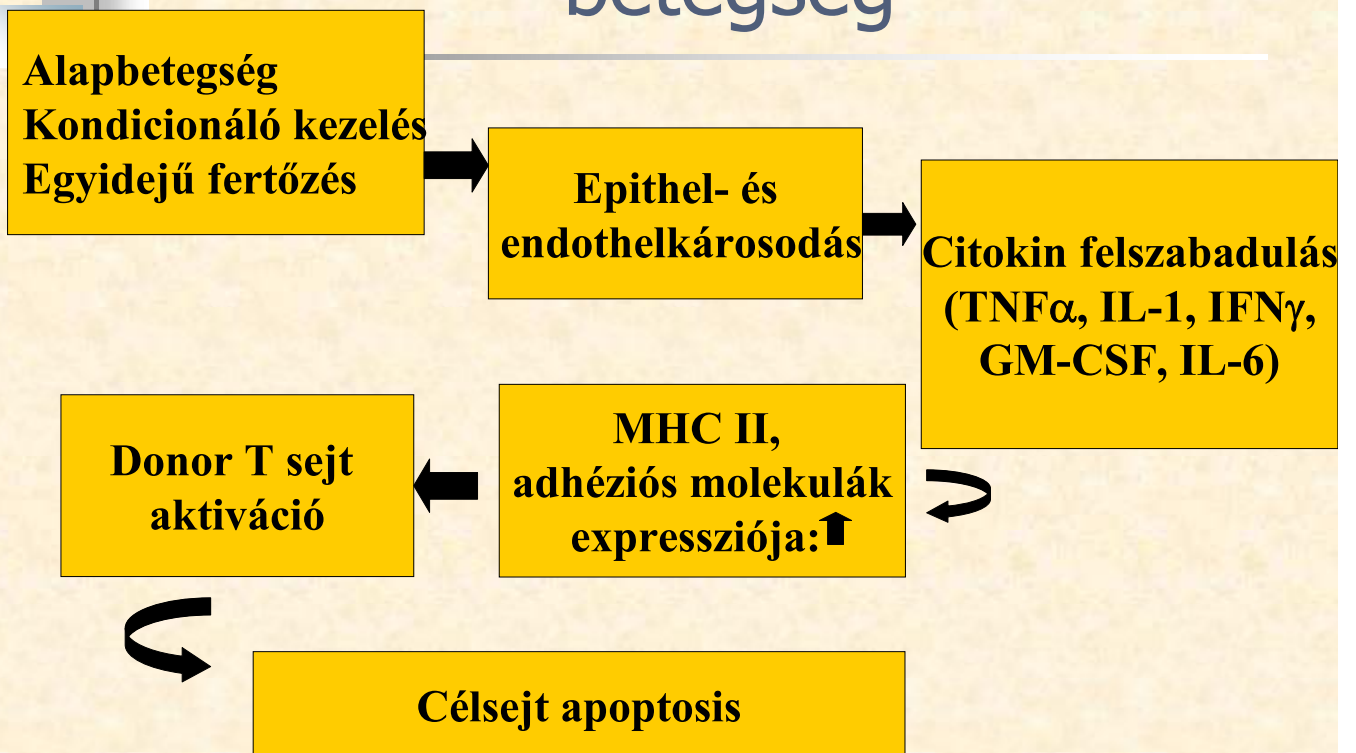 betegség
Alapbetegség
Kondicionáló kezelés
Egyidejű fertőzés
Epithel- és
endothelkárosodás
Citokin felszabadulás
(TNFα, IL-1, IFNγ,
GM-CSF, IL-6)
MHC II,
adhéziós molekulák
expressziója:
Donor T sejt
aktiváció
Célsejt apoptosis